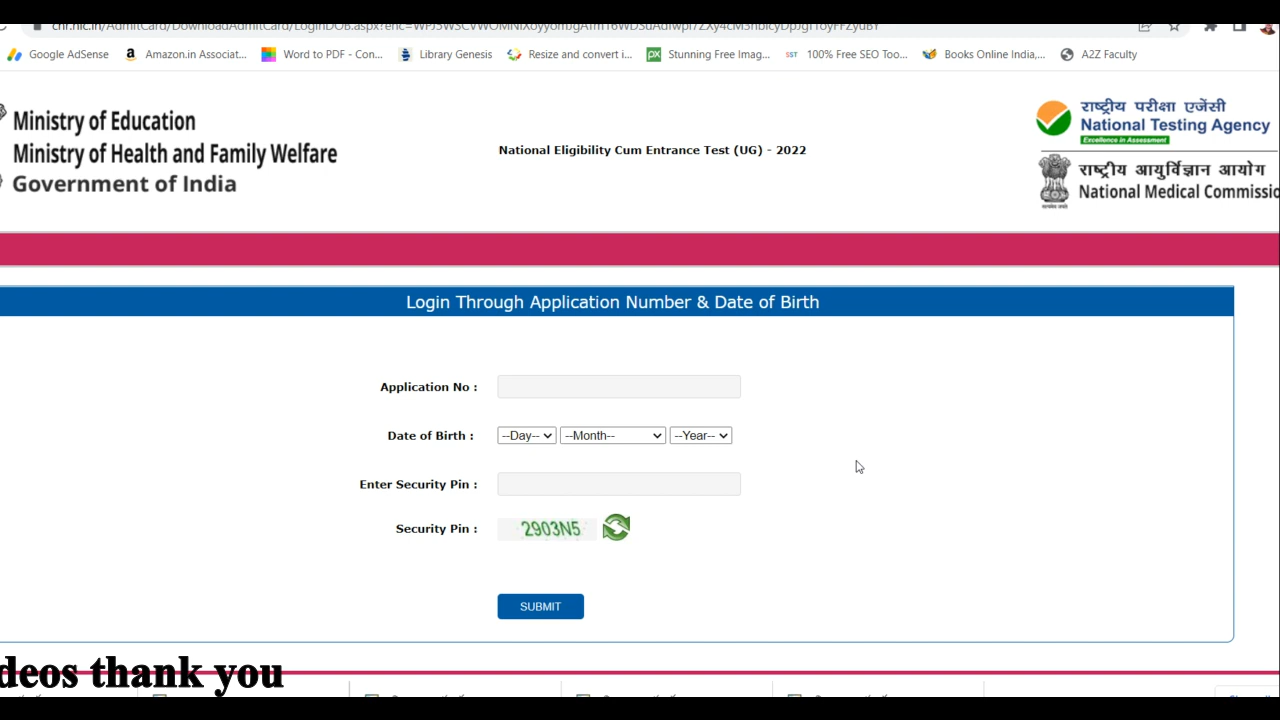 Google AdSense Amazon.in Associat... Word to PDF - Con... Library Genesis Resize and convert i... Stunning Free Imag... 100% Free SEO Too... Books Online India,... A2Z Faculty
Ministry of Education
Ministry of Health and Family Welfare
Government of India
National Eligibility Cum Entrance Test (UG) - 2022
राष्ट्रीय परीक्षा एजेंसी
National Testing Agency
Excellence in Assessment
राष्ट्रीय आयुर्विज्ञान आयोग
National Medical Commissio
Login Through Application Number & Date of Birth
Application No :
Date of Birth : --Day-- --Month-- --Year--
Enter Security Pin :
Security Pin : 2903N5
SUBMIT
deos thank you